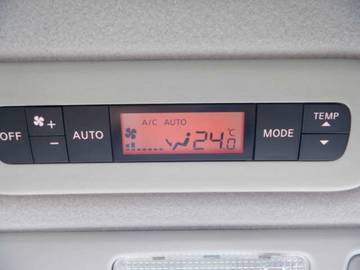 OFF
+
-
AUTO
A/C AUTO
24.0 °C
MODE
TEMP